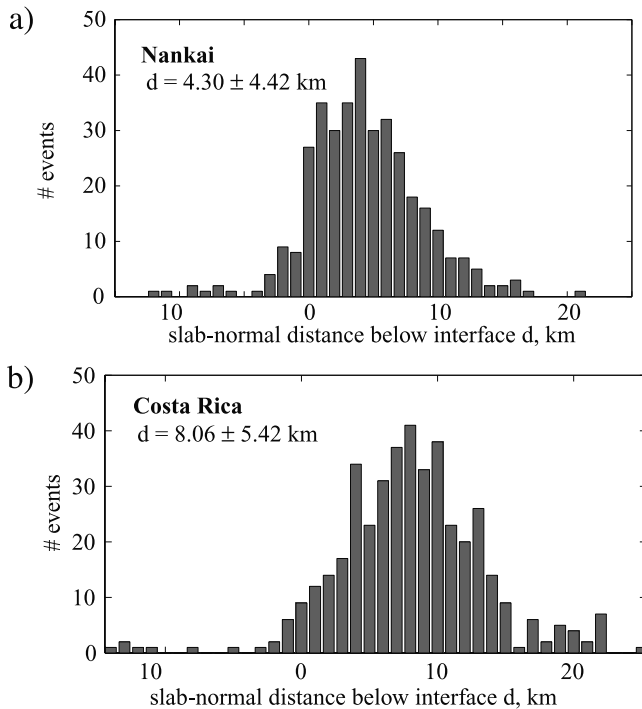 a)
50
40
30
20
10
0
# events
Nankai
d = 4.30 ± 4.42 km
10 0 10 20
slab-normal distance below interface d, km
b)
50
40
30
20
10
0
# events
Costa Rica
d = 8.06 ± 5.42 km
10 0 10 20
slab-normal distance below interface d, km